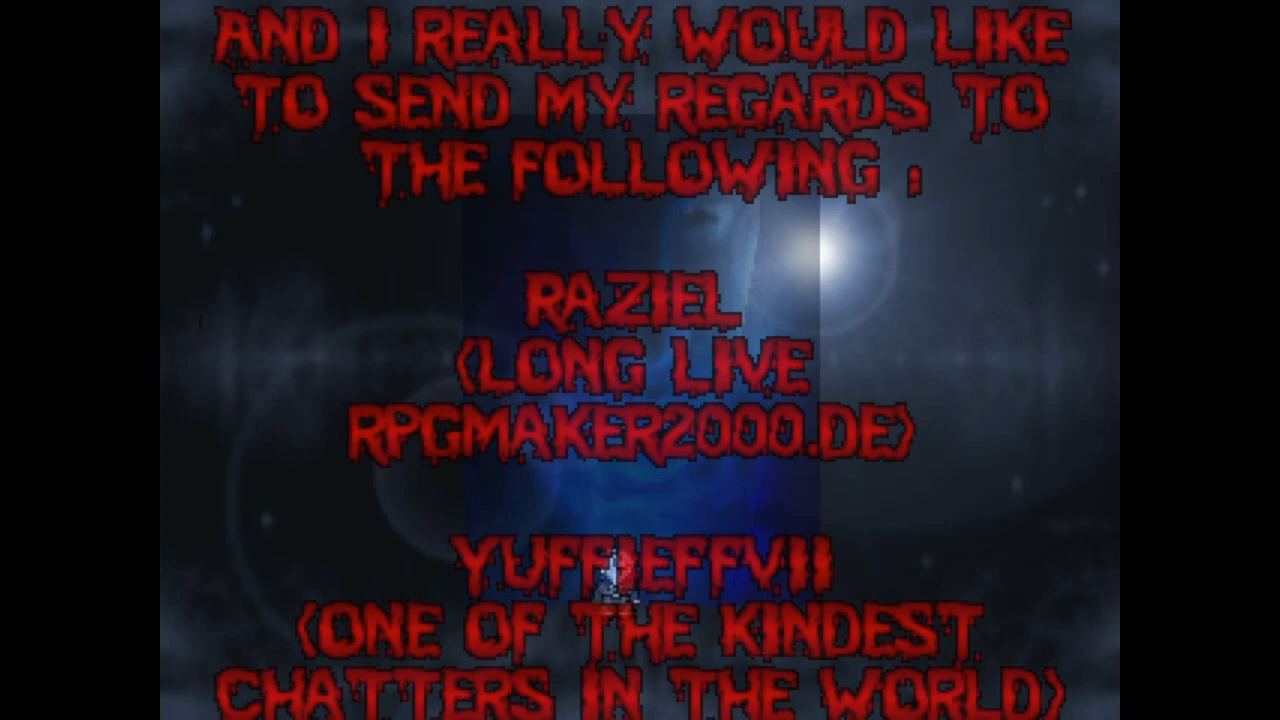 AND I REALLY WOULD LIKE
TO SEND MY REGARDS TO
THE FOLLOWING :
RAZIEL
(LONG LIVE
RPGMAKER2000.DE)
YUFFIEFFVII
(ONE OF THE KINDEST
CHATTERS IN THE WORLD)